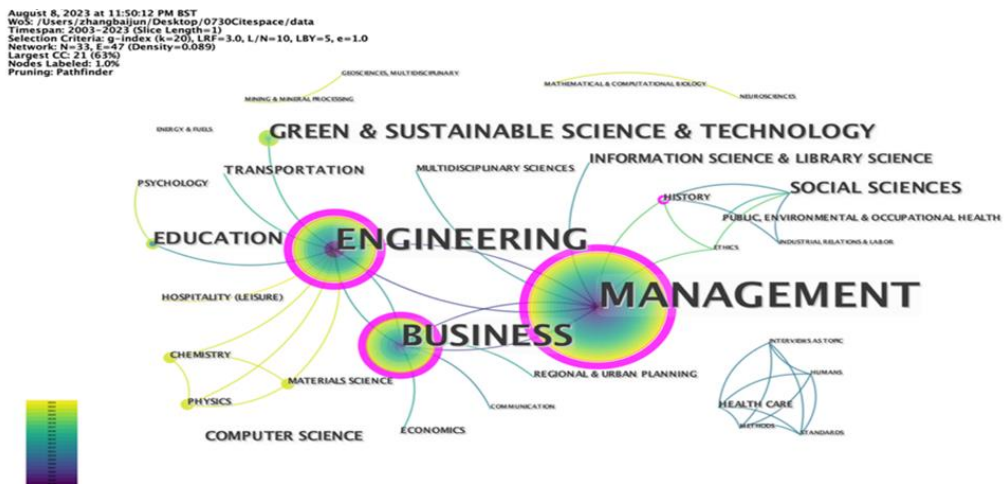 August 8, 2023 at 11:50:12 PM BST
WoS: /Users/zhangbaijun/Desktop/0730Citespace/data
Timespan: 2003-2023 (Slice Length=1)
Selection Criteria: g-index (k=20), LRF=3.0, L/N=10, LBY=5, e=1.0
Network: N=33, E=47 (Density=0.089)
Largest CC: 21 (63%)
Nodes Labeled: 1.0%
Pruning: Pathfinder
GEOSCIENCES, MULTIDISCIPLINARY
MATHEMATICAL & COMPUTATIONAL BIOLOGY
MINING & MINERAL PROCESSING
NEUROSCIENCES
ENERGY & FUELS
GREEN & SUSTAINABLE SCIENCE & TECHNOLOGY
INFORMATION SCIENCE & LIBRARY SCIENCE
TRANSPORTATION
MULTIDISCIPLINARY SCIENCES
PSYCHOLOGY
SOCIAL SCIENCES
HISTORY
PUBLIC, ENVIRONMENTAL & OCCUPATIONAL HEALTH
EDUCATION
ENGINEERING
INDUSTRIAL RELATIONS & LABOR
ETHICS
HOSPITALITY (LEISURE)
MANAGEMENT
BUSINESS
INTERVIEWS AS TOPIC
CHEMISTRY
HUMANS
REGIONAL & URBAN PLANNING
MATERIALS SCIENCE
PHYSICS
COMMUNICATION
HEALTH CARE
METHODS
ECONOMICS
STANDARDS
COMPUTER SCIENCE